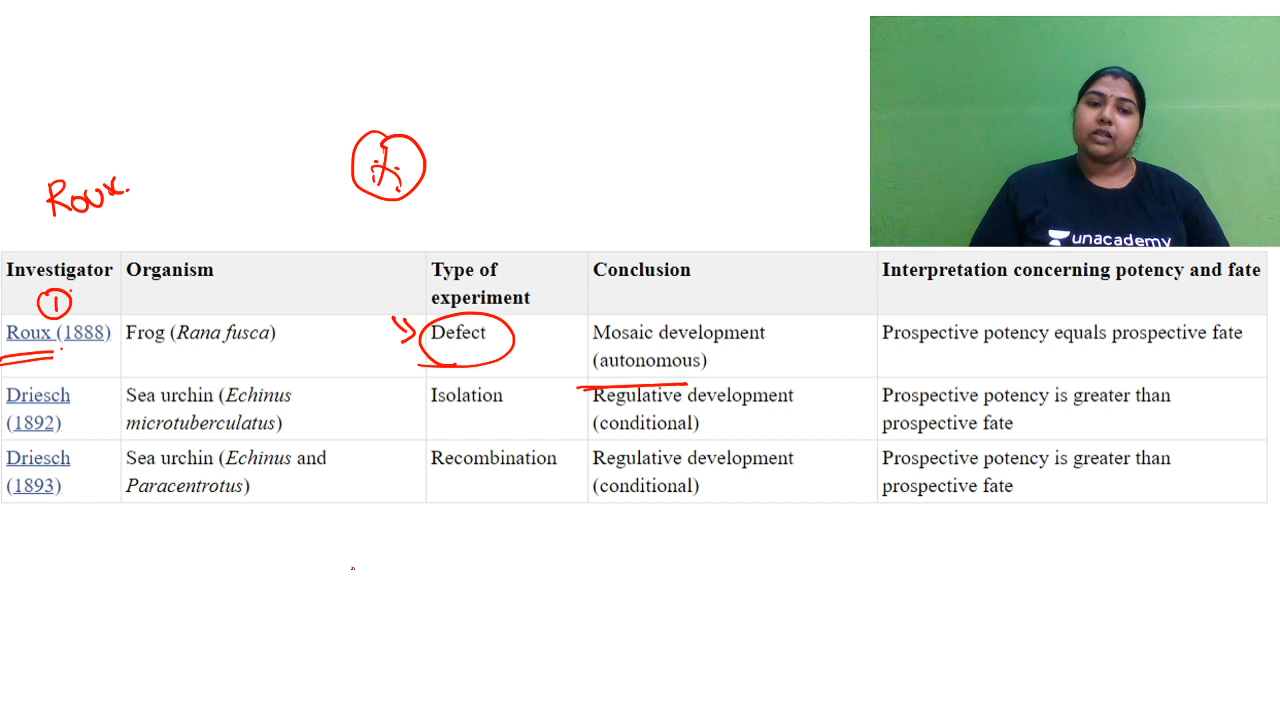 unacademy
Roux.
Investigator Organism Type of experiment Conclusion Interpretation concerning potency and fate
1
Roux (1888) Frog (Rana fusca) Defect Mosaic development (autonomous) Prospective potency equals prospective fate
Driesch (1892) Sea urchin (Echinus microtuberculatus) Isolation Regulative development (conditional) Prospective potency is greater than prospective fate
Driesch (1893) Sea urchin (Echinus and Paracentrotus) Recombination Regulative development (conditional) Prospective potency is greater than prospective fate